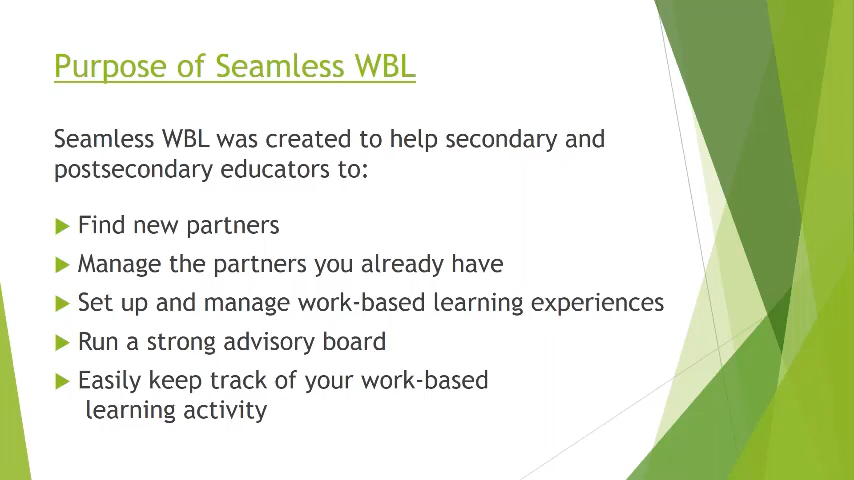 Purpose of Seamless WBL
Seamless WBL was created to help secondary and
postsecondary educators to:
Find new partners
Manage the partners you already have
Set up and manage work-based learning experiences
Run a strong advisory board
Easily keep track of your work-based
learning activity